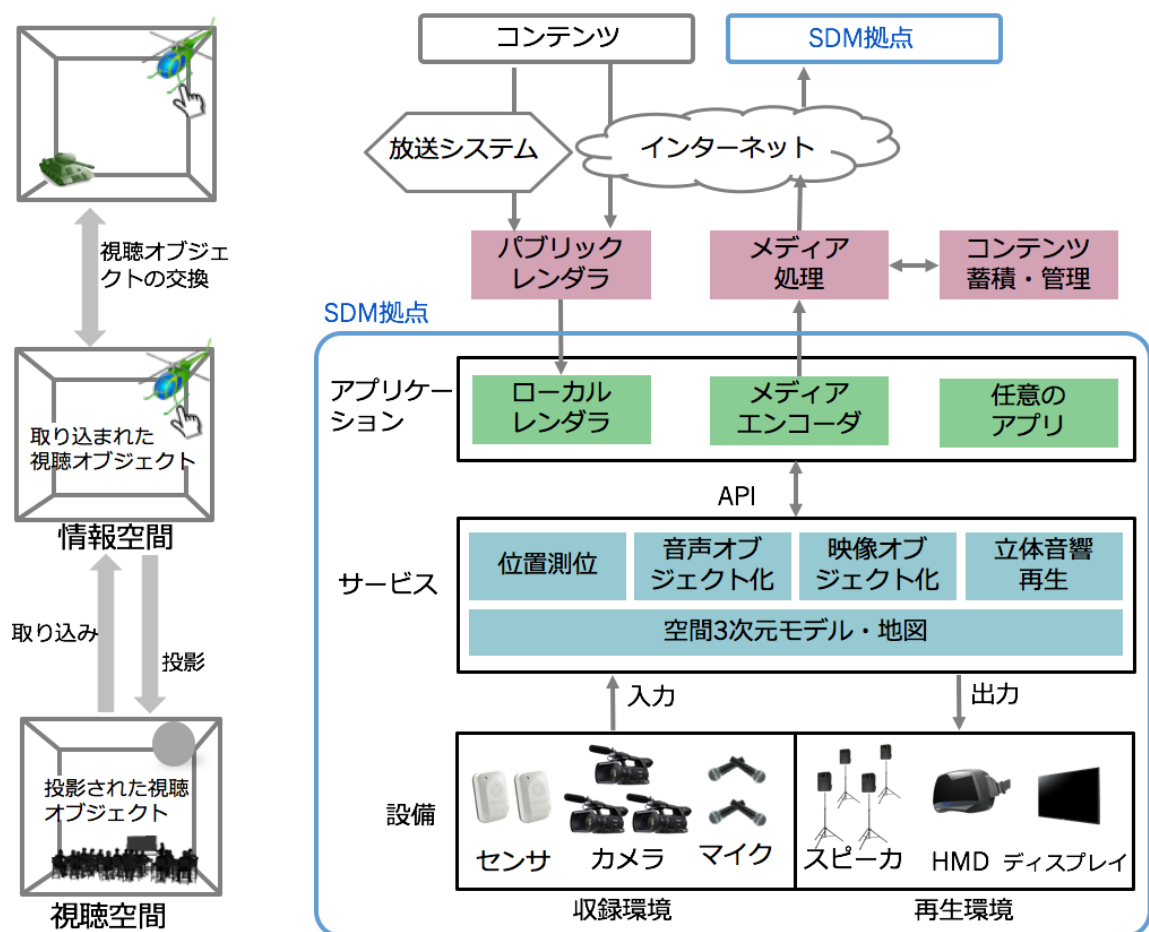 コンテンツ
SDM拠点
放送システム
インターネット
視聴オブジェ
クトの交換
パブリック
レンダラ
メディア
処理
コンテンツ
蓄積・管理
SDM拠点
アプリケー
ション
ローカル
レンダラ
メディア
エンコーダ
任意の
アプリ
取り込まれた
視聴オブジェクト
情報空間
API
サービス
位置測位
音声オブ
ジェクト化
映像オブ
ジェクト化
立体音響
再生
空間3次元モデル・地図
取り込み
投影
入力
出力
投影された視聴
オブジェクト
視聴空間
設備
センサ
カメラ
マイク
スピーカ
HMD
ディスプレイ
収録環境
再生環境